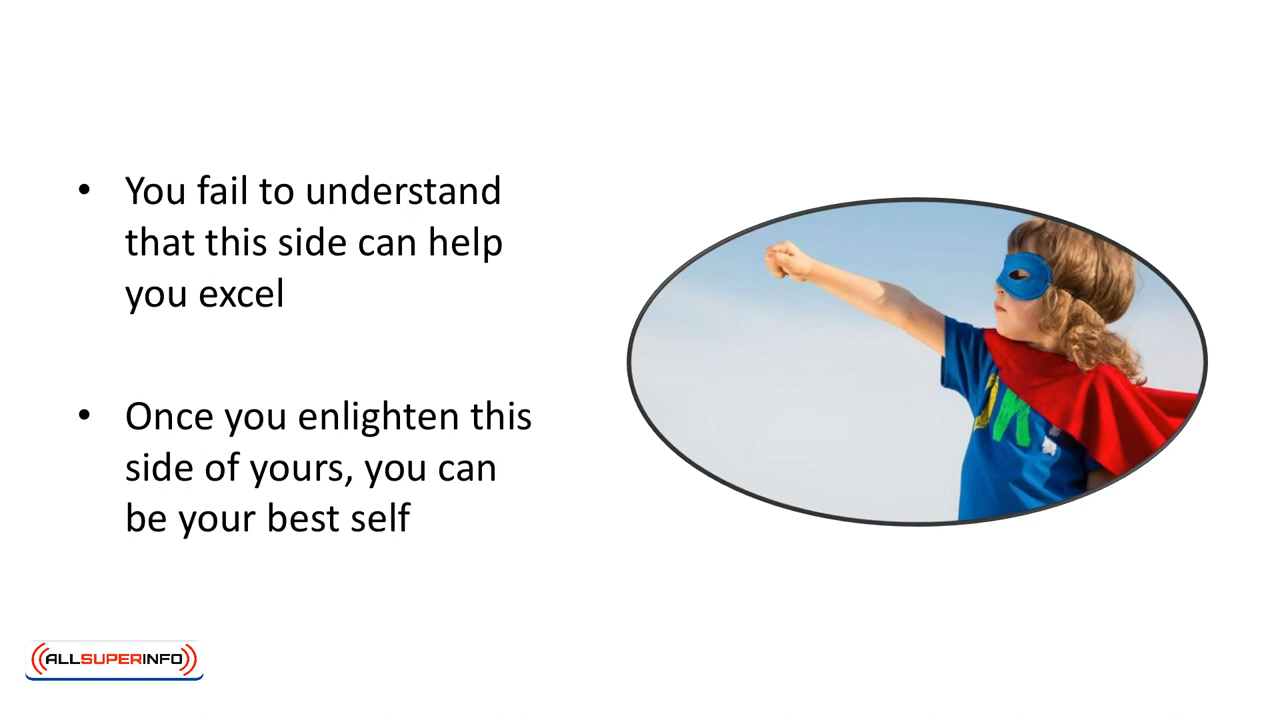 • You fail to understand
that this side can help
you excel
• Once you enlighten this
side of yours, you can
be your best self
ALLSUPERINFO